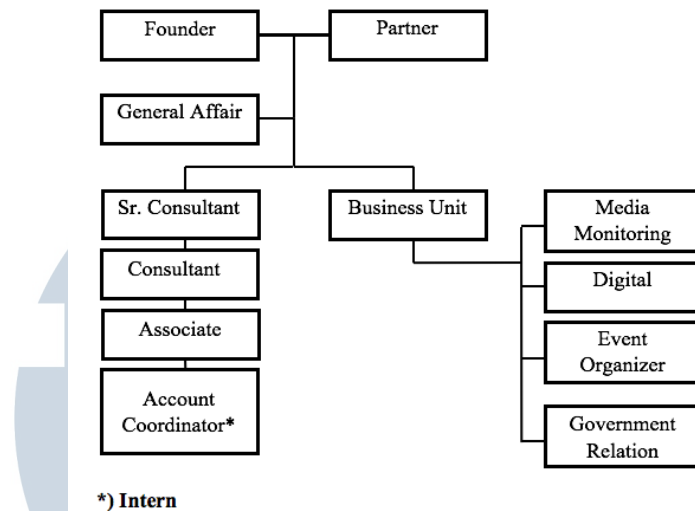 Founder
Partner
General Affair
Sr. Consultant
Business Unit
Media
Monitoring
Consultant
Digital
Associate
Event
Organizer
Account
Coordinator*
Government
Relation
*) Intern